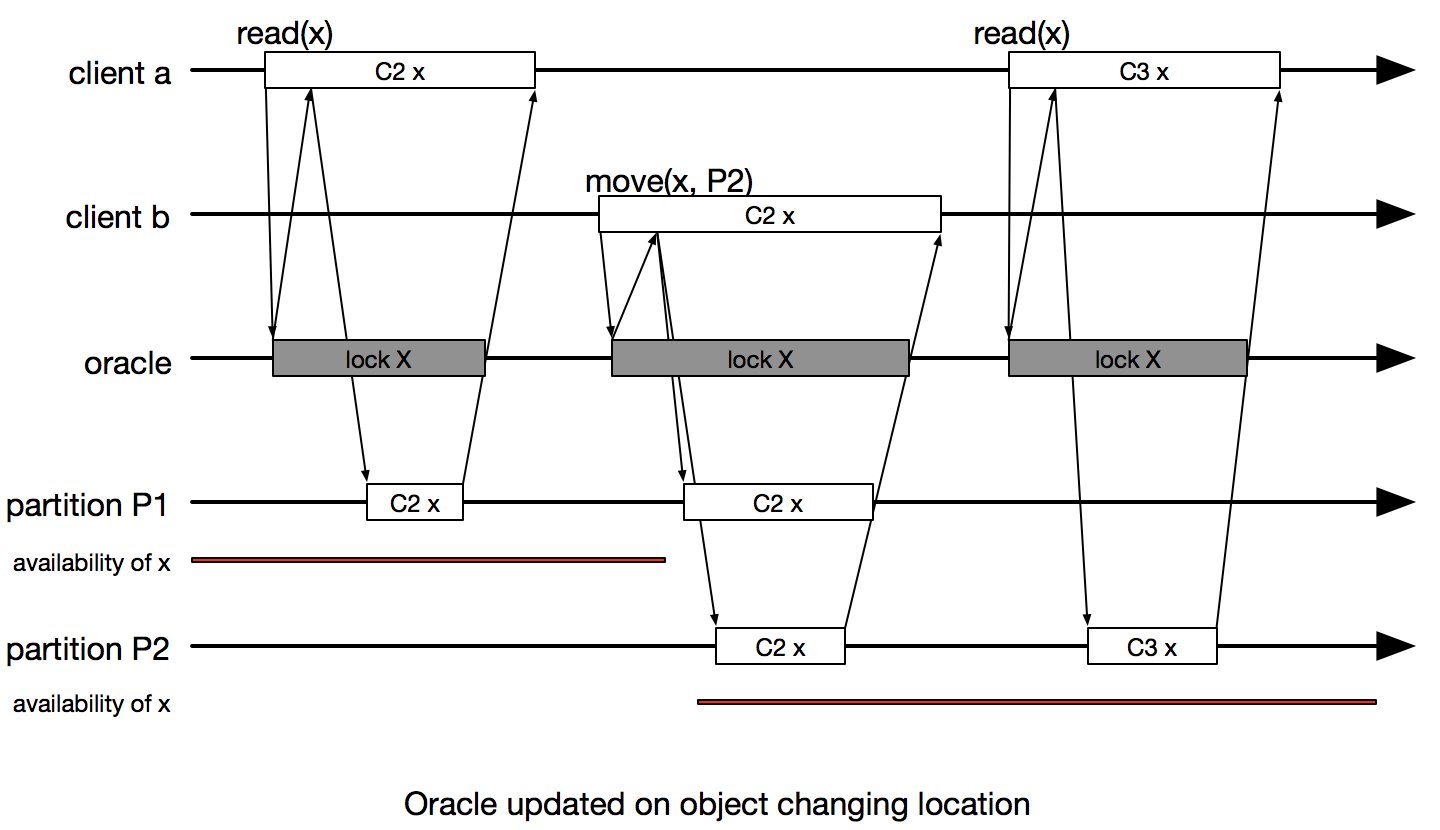 read(x)
read(x)
client a
C2 x
C3 x
move(x, P2)
client b
C2 x
oracle
lock X
lock X
lock X
partition P1
C2 x
C2 x
availability of x
partition P2
C2 x
C3 x
availability of x
Oracle updated on object changing location